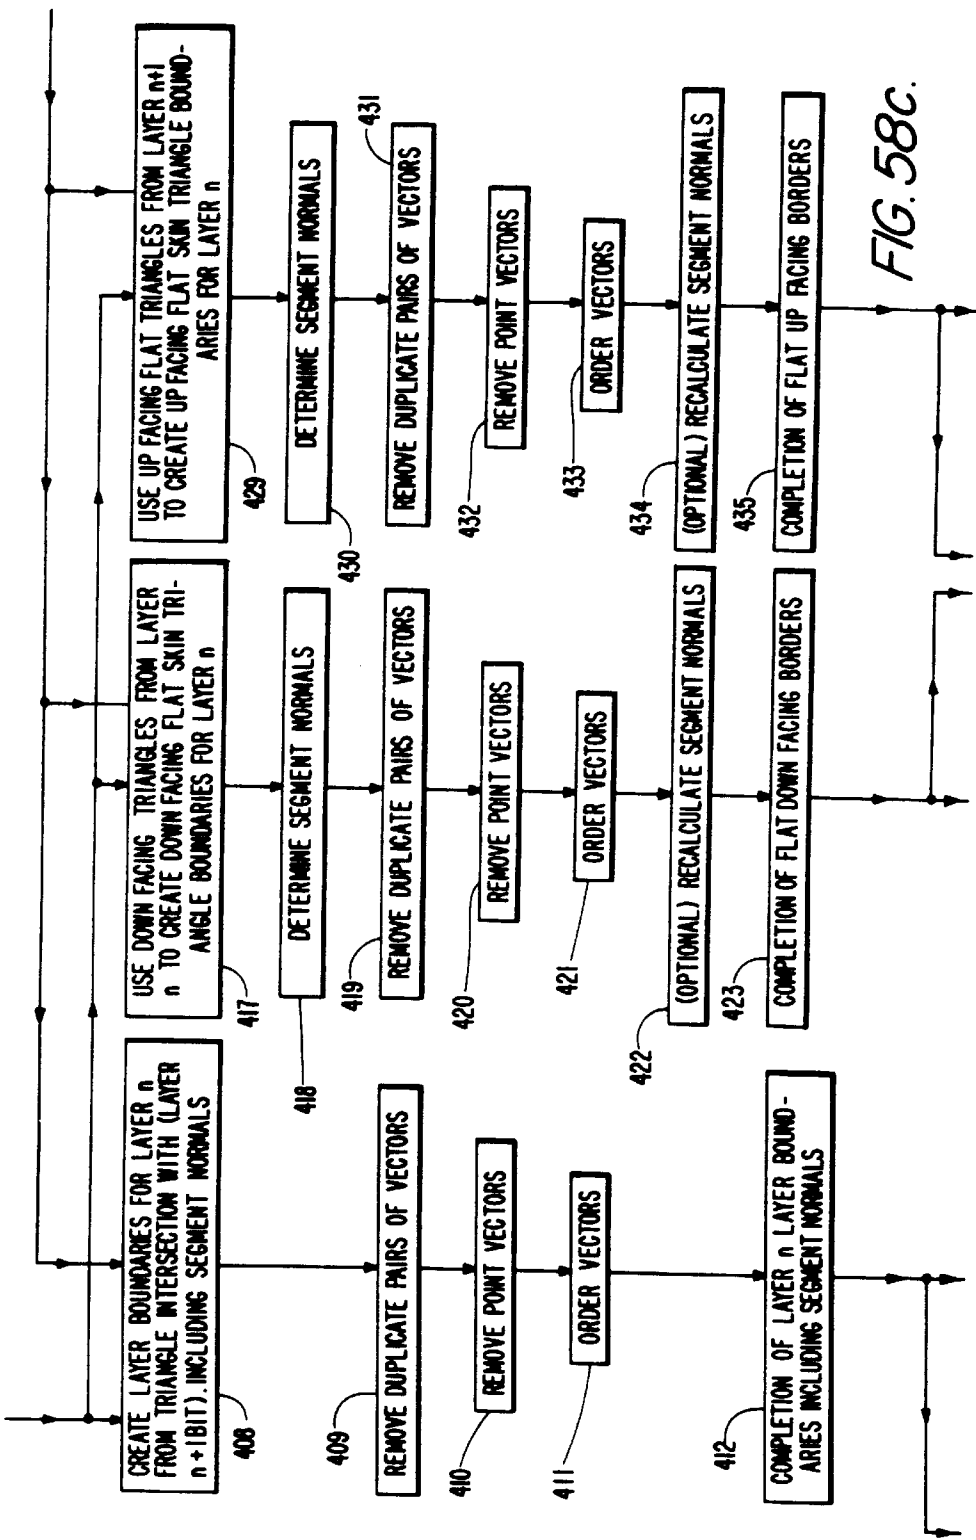 CREATE LAYER BOUNDARIES FOR LAYER n
FROM TRIANGLE INTERSECTION WITH (LAYER
n+1BIT).INCLUDING SEGMENT NORMALS
408
REMOVE DUPLICATE PAIRS OF VECTORS
409
REMOVE POINT VECTORS
410
ORDER VECTORS
411
COMPLETION OF LAYER n LAYER BOUND-
ARIES INCLUDING SEGMENT NORMALS
412
USE DOWN FACING TRIANGLES FROM LAYER
n TO CREATE DOWN FACING FLAT SKIN TRI-
ANGLE BOUNDARIES FOR LAYER n
417
DETERMINE SEGMENT NORMALS
418
REMOVE DUPLICATE PAIRS OF VECTORS
419
REMOVE POINT VECTORS
420
ORDER VECTORS
421
(OPTIONAL) RECALCULATE SEGMENT NORMALS
422
COMPLETION OF FLAT DOWN FACING BORDERS
423
USE UP FACING FLAT TRIANGLES FROM LAYER n+1
TO CREATE UP FACING FLAT SKIN TRIANGLE BOUND-
ARIES FOR LAYER n
429
DETERMINE SEGMENT NORMALS
430
REMOVE DUPLICATE PAIRS OF VECTORS
431
REMOVE POINT VECTORS
432
ORDER VECTORS
433
(OPTIONAL) RECALCULATE SEGMENT NORMALS
434
COMPLETION OF FLAT UP FACING BORDERS
435
FIG. 58C.